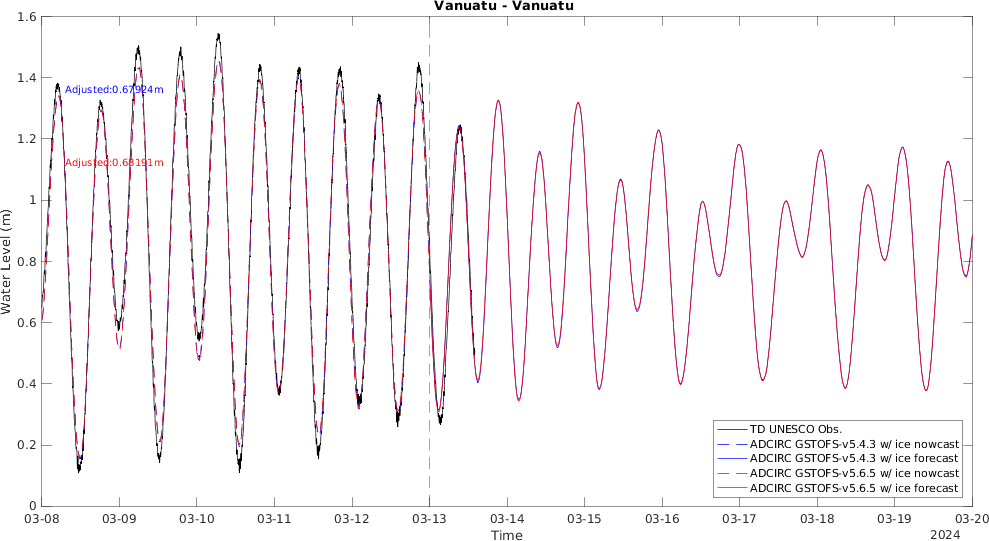 Vanuatu - Vanuatu
1.6
1.4
1.2
1
0.8
0.6
0.4
0.2
0
Water Level (m)
Adjusted:0.67924m
Adjusted:0.68191m
TD UNESCO Obs.
ADCIRC GSTOFS-v5.4.3 w/ ice nowcast
ADCIRC GSTOFS-v5.4.3 w/ ice forecast
ADCIRC GSTOFS-v5.6.5 w/ ice nowcast
ADCIRC GSTOFS-v5.6.5 w/ ice forecast
03-08 03-09 03-10 03-11 03-12 03-13 03-14 03-15 03-16 03-17 03-18 03-19 03-20
Time
2024